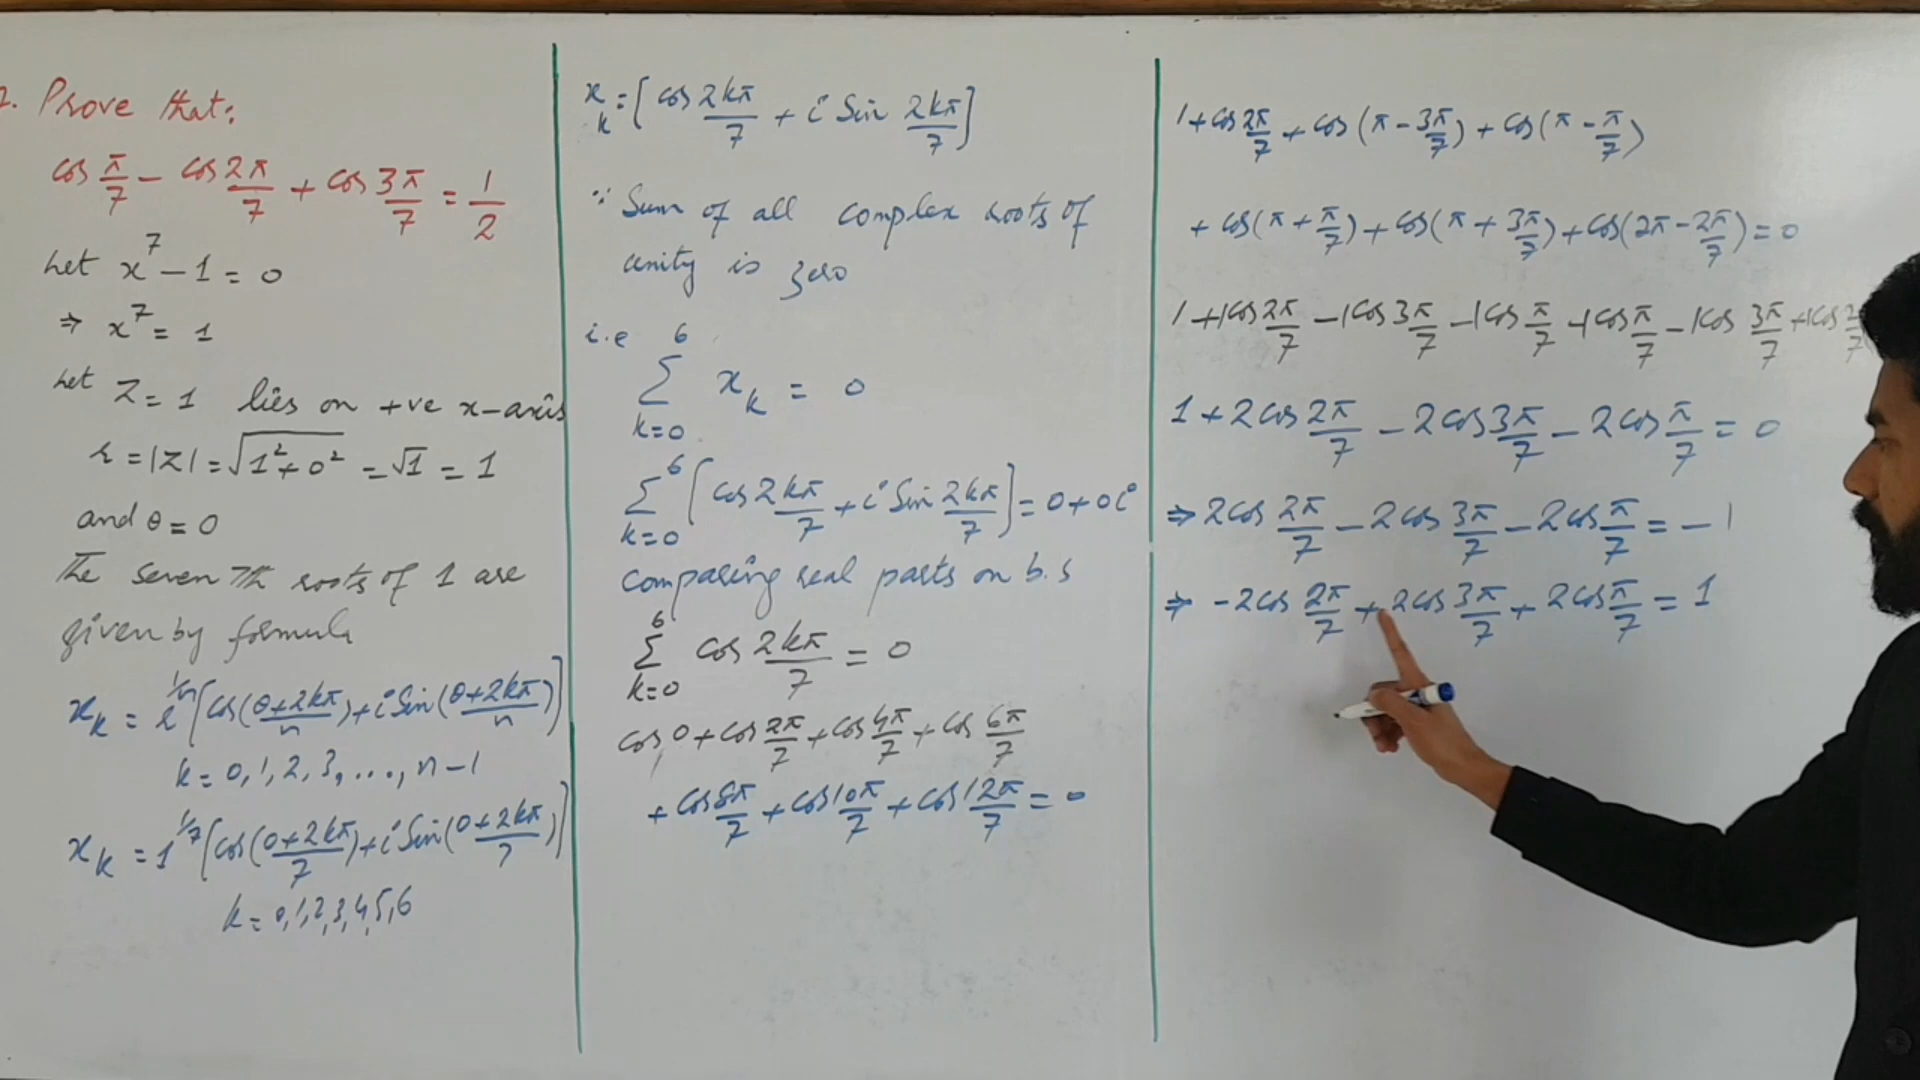 2. Prove that:
cos π/7 - cos 2π/7 + cos 3π/7 = 1/2
Let x⁷ - 1 = 0
⇒ x⁷ = 1
Let z = 1 lies on +ve x-axis
r = |z| = √(1² + 0²) = √1 = 1
and θ = 0
The seven 7th roots of 1 are
given by formula
x_k = r^(1/n) [cos(θ+2kπ/n) + i Sin(θ+2kπ/n)]
k = 0, 1, 2, 3, ..., n-1
x_k = 1^(1/7) [cos(0+2kπ/7) + i Sin(0+2kπ/7)]
k = 0,1,2,3,4,5,6
x_k = [cos 2kπ/7 + i Sin 2kπ/7]
∵ Sum of all complex roots of
unity is zero
i.e ∑_(k=0)^6 x_k = 0
∑_(k=0)^6 [cos 2kπ/7 + i Sin 2kπ/7] = 0+0i
comparing real parts on b.s
∑_(k=0)^6 cos 2kπ/7 = 0
cos 0 + cos 2π/7 + cos 4π/7 + cos 6π/7
+ cos 8π/7 + cos 10π/7 + cos 12π/7 = 0
1 + cos 2π/7 + cos(π - 3π/7) + cos(π - π/7)
+ cos(π + π/7) + cos(π + 3π/7) + cos(2π - 2π/7) = 0
1 + 1cos 2π/7 - 1cos 3π/7 - 1cos π/7 - 1cos π/7 - 1cos 3π/7 + 1cos
1 + 2cos 2π/7 - 2cos 3π/7 - 2cos π/7 = 0
⇒ 2cos 2π/7 - 2cos 3π/7 - 2cos π/7 = -1
⇒ -2cos 2π/7 + 2cos 3π/7 + 2cos π/7 = 1